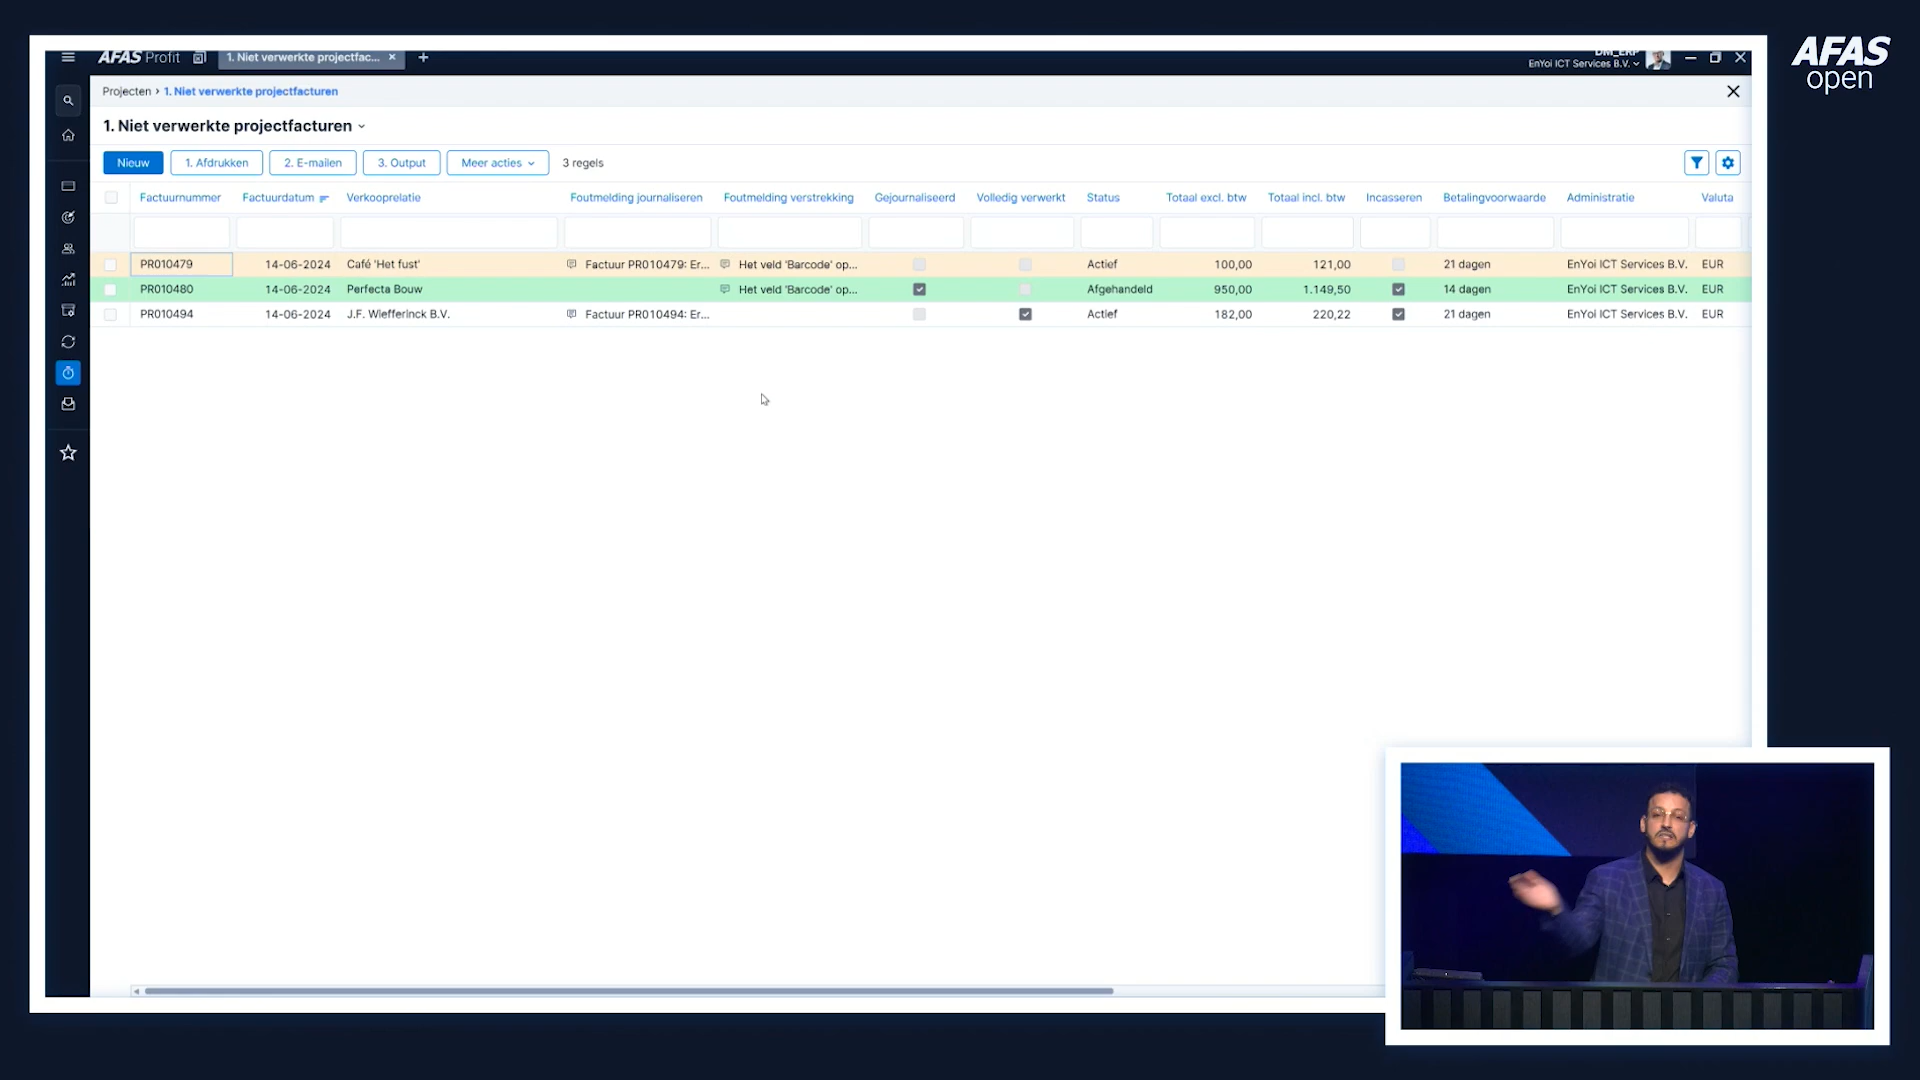 AFAS
open
AFAS Profit
1. Niet verwerkte projectfac...
DM_ERP
EnYoi ICT Services B.V.
Projecten › 1. Niet verwerkte projectfacturen
1. Niet verwerkte projectfacturen
Nieuw 1. Afdrukken 2. E-mailen 3. Output Meer acties 3 regels
Factuurnummer Factuurdatum Verkooprelatie Foutmelding journaliseren Foutmelding verstrekking Gejournaliseerd Volledig verwerkt Status Totaal excl. btw Totaal incl. btw Incasseren Betalingvoorwaarde Administratie Valuta
PR010479 14-06-2024 Café 'Het fust' Factuur PR010479: Er... Het veld 'Barcode' op... Actief 100,00 121,00 21 dagen EnYoi ICT Services B.V. EUR
PR010480 14-06-2024 Perfecta Bouw Het veld 'Barcode' op... Afgehandeld 950,00 1.149,50 14 dagen EnYoi ICT Services B.V. EUR
PR010494 14-06-2024 J.F. Wiefferinck B.V. Factuur PR010494: Er... Actief 182,00 220,22 21 dagen EnYoi ICT Services B.V. EUR